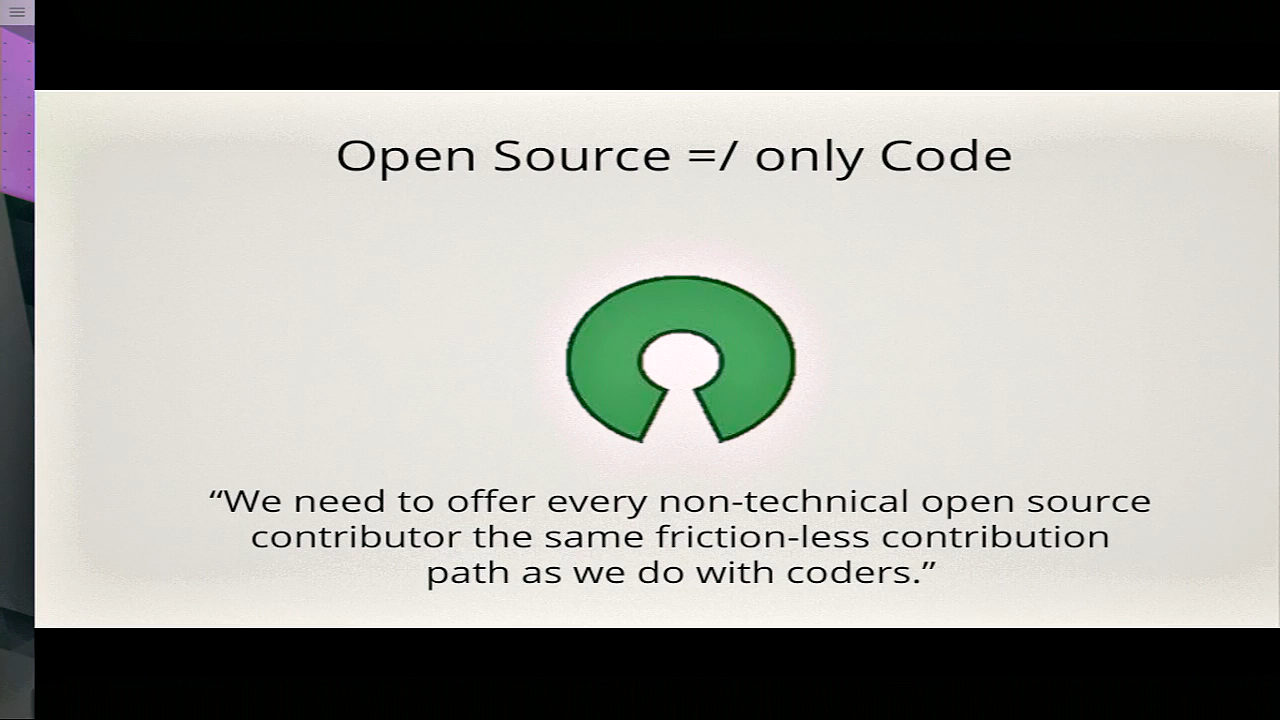 Open Source =/ only Code
“We need to offer every non-technical open source
contributor the same friction-less contribution
path as we do with coders.”